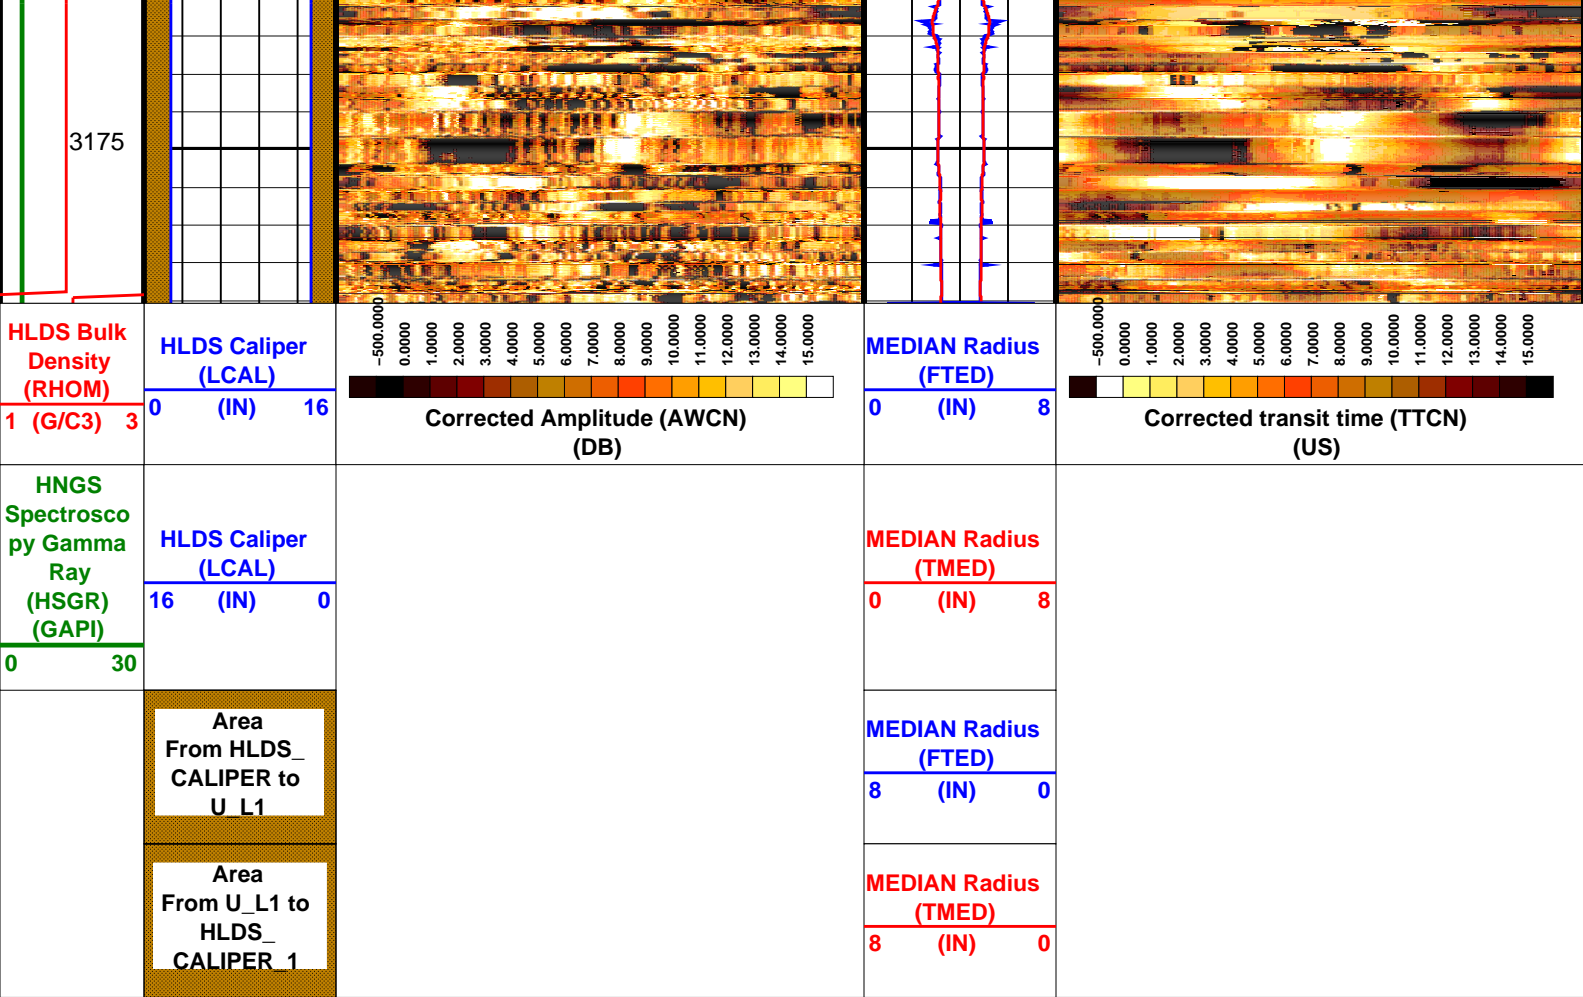 3175
HLDS Bulk
Density
(RHOM)
1 (G/C3) 3
HLDS Caliper
(LCAL)
0 (IN) 16
−500.0000
0.0000
1.0000
2.0000
3.0000
4.0000
5.0000
6.0000
7.0000
8.0000
9.0000
10.0000
11.0000
12.0000
13.0000
14.0000
15.0000
Corrected Amplitude (AWCN)
(DB)
MEDIAN Radius
(FTED)
0 (IN) 8
−500.0000
0.0000
1.0000
2.0000
3.0000
4.0000
5.0000
6.0000
7.0000
8.0000
9.0000
10.0000
11.0000
12.0000
13.0000
14.0000
15.0000
Corrected transit time (TTCN)
(US)
HNGS
Spectrosco
py Gamma
Ray
(HSGR)
(GAPI)
0 30
HLDS Caliper
(LCAL)
16 (IN) 0
MEDIAN Radius
(TMED)
0 (IN) 8
Area
From HLDS_
CALIPER to
U_L1
MEDIAN Radius
(FTED)
8 (IN) 0
Area
From U_L1 to
HLDS_
CALIPER_1
MEDIAN Radius
(TMED)
8 (IN) 0